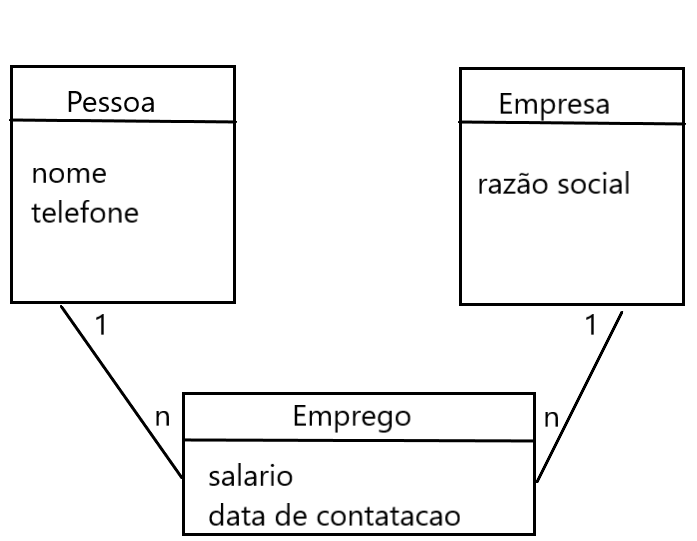 Pessoa
nome
telefone
Empresa
razão social
1
1
n
n
Emprego
salario
data de contatacao